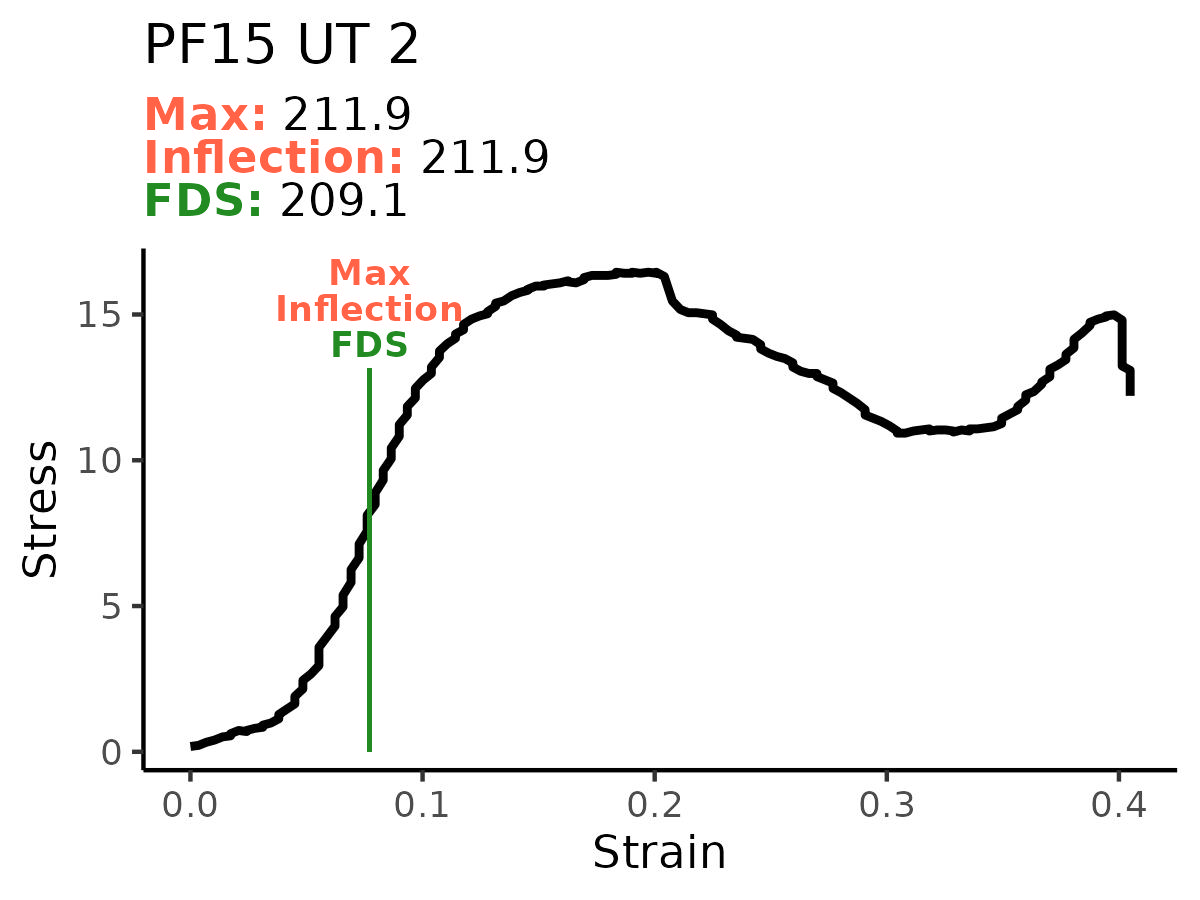 PF15 UT 2
Max: 211.9
Inflection: 211.9
FDS: 209.1
Max
Inflection
FDS
15
10
5
0
Stress
0.0 0.1 0.2 0.3 0.4
Strain